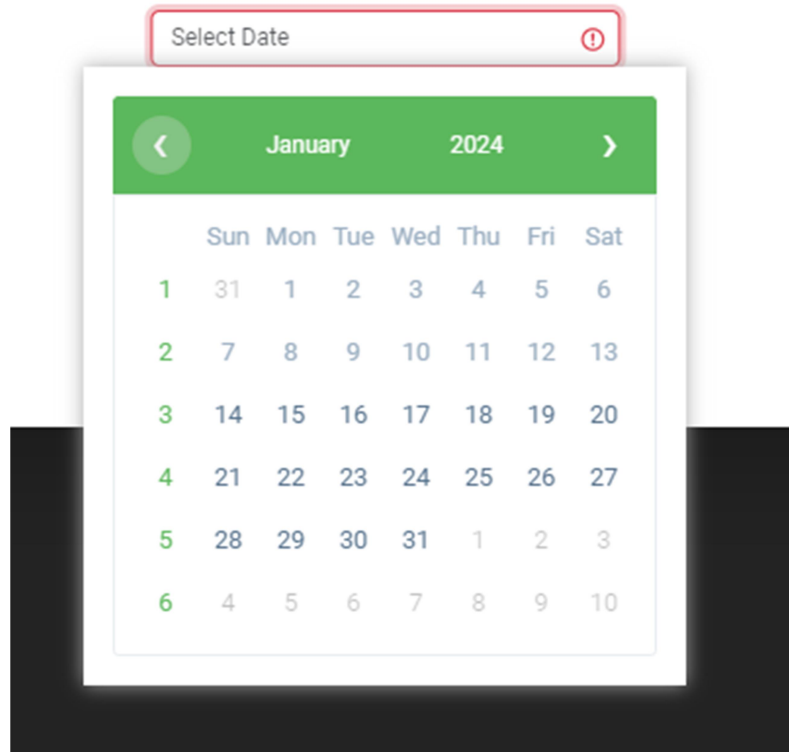 Select Date
January 2024
Sun Mon Tue Wed Thu Fri Sat
1 31 1 2 3 4 5 6
2 7 8 9 10 11 12 13
3 14 15 16 17 18 19 20
4 21 22 23 24 25 26 27
5 28 29 30 31 1 2 3
6 4 5 6 7 8 9 10